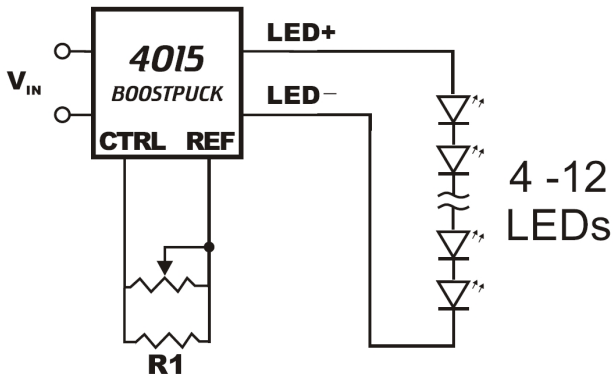 LED+
4015
BOOSTPUCK
VIN
LED−
CTRL REF
4 -12
LEDs
R1